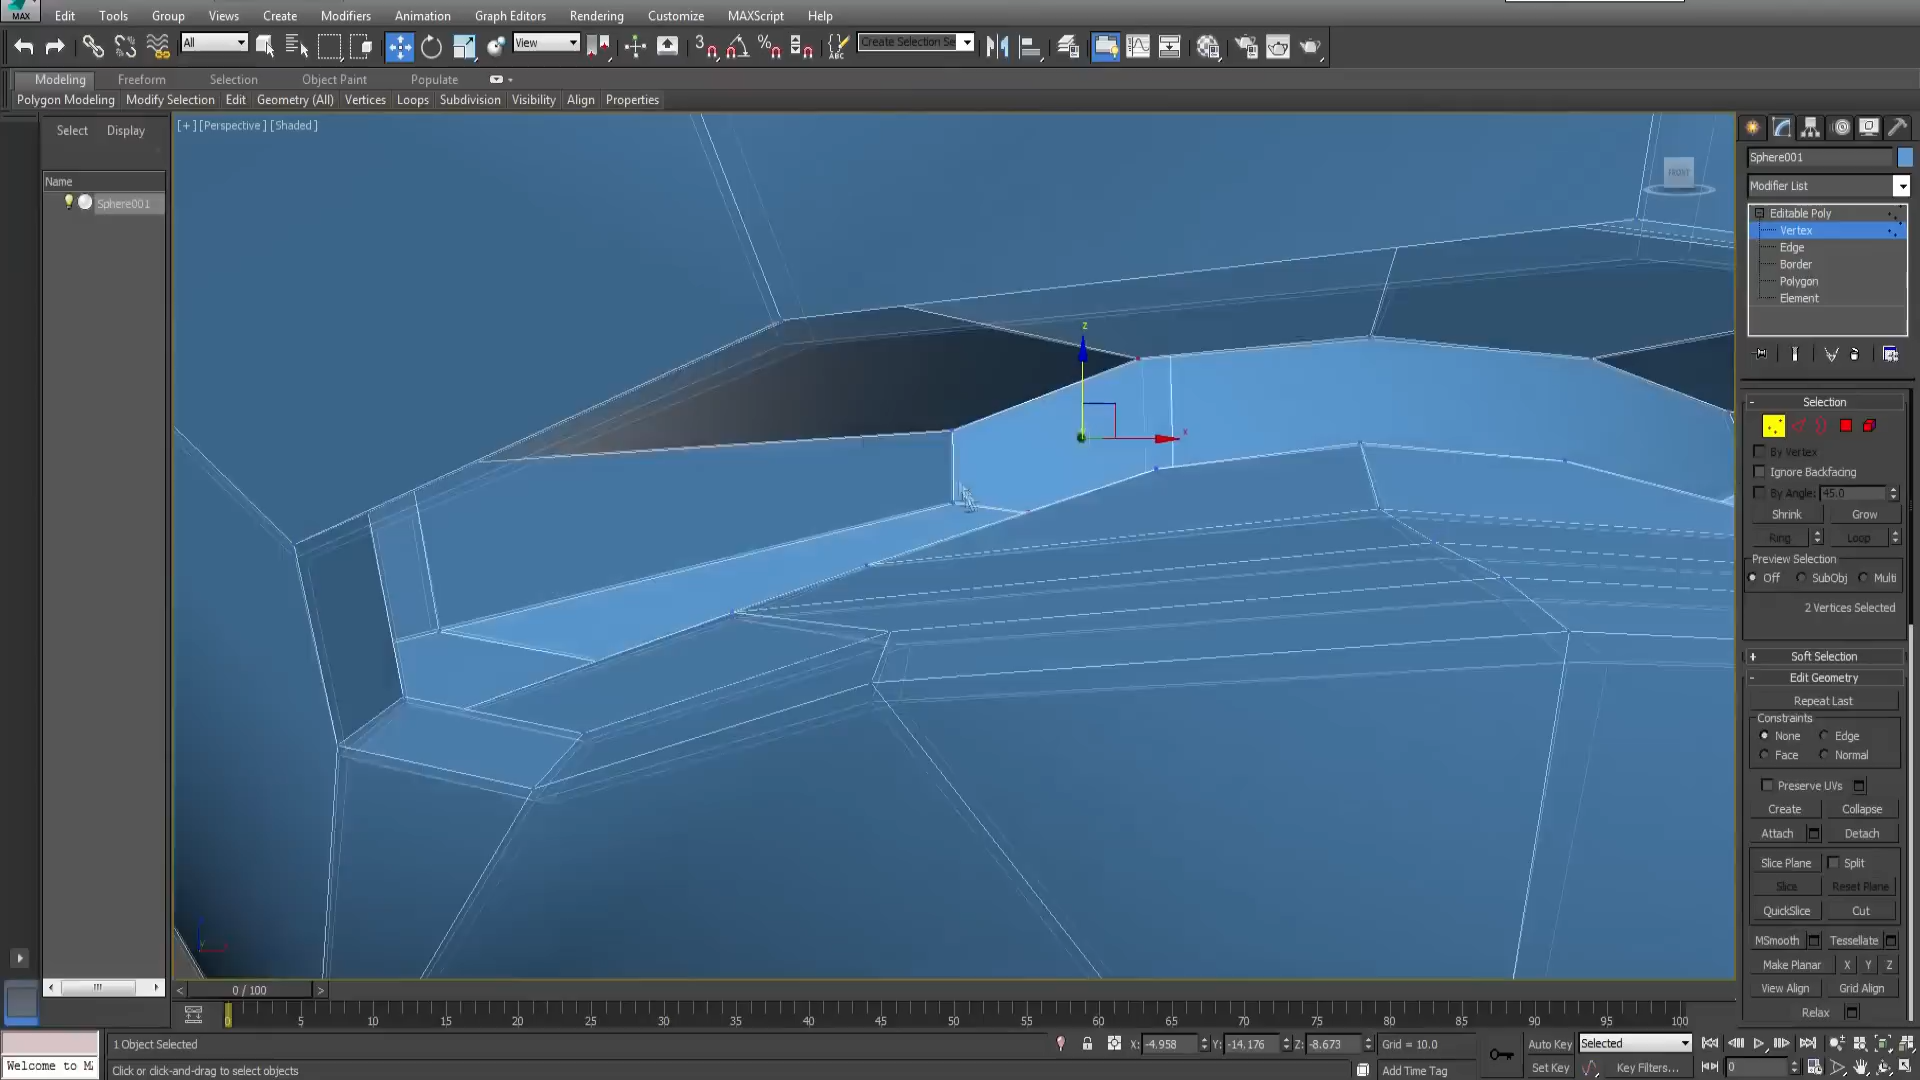 MAX Edit Tools Group Views Create Modifiers Animation Graph Editors Rendering Customize MAXScript Help
All View Create Selection Se
Modeling Freeform Selection Object Paint Populate
Polygon Modeling Modify Selection Edit Geometry (All) Vertices Loops Subdivision Visibility Align Properties
Select Display
[+][Perspective][Shaded]
Name
Sphere001
FRONT
z
x
Sphere001
Modifier List
Editable Poly
Vertex
Edge
Border
Polygon
Element
- Selection
By Vertex
Ignore Backfacing
By Angle: 45.0
Shrink Grow
Ring Loop
Preview Selection
Off SubObj Multi
2 Vertices Selected
+ Soft Selection
- Edit Geometry
Repeat Last
Constraints
None Edge
Face Normal
Preserve UVs
Create Collapse
Attach Detach
Slice Plane Split
Slice Reset Plane
QuickSlice Cut
MSmooth Tessellate
Make Planar X Y Z
View Align Grid Align
Relax
< 0 / 100 >
0 5 10 15 20 25 30 35 40 45 50 55 60 65 70 75 80 85 90 95 100
1 Object Selected X: -4.958 Y: -14.176 Z: -8.673 Grid = 10.0 Auto Key Selected
Welcome to M Click or click-and-drag to select objects Add Time Tag Set Key Key Filters... 0